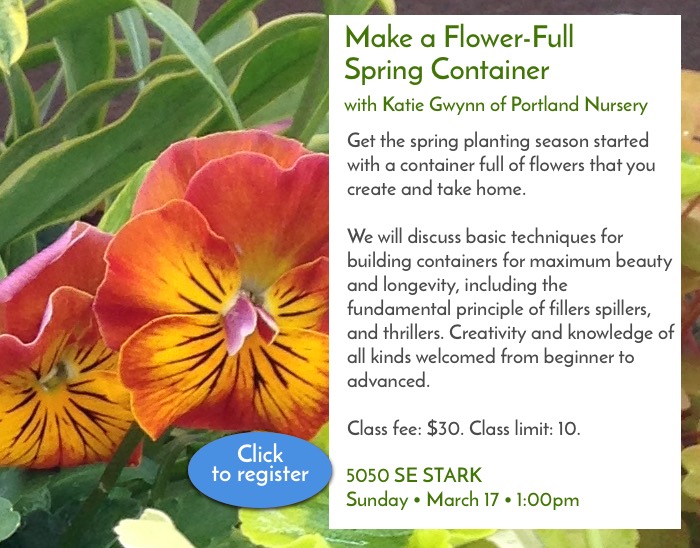 Make a Flower-Full
Spring Container
with Katie Gwynn of Portland Nursery
Get the spring planting season started
with a container full of flowers that you
create and take home.
We will discuss basic techniques for
building containers for maximum beauty
and longevity, including the
fundamental principle of fillers spillers,
and thrillers. Creativity and knowledge of
all kinds welcomed from beginner to
advanced.
Class fee: $30. Class limit: 10.
5050 SE STARK
Sunday • March 17 • 1:00pm
Click
to register